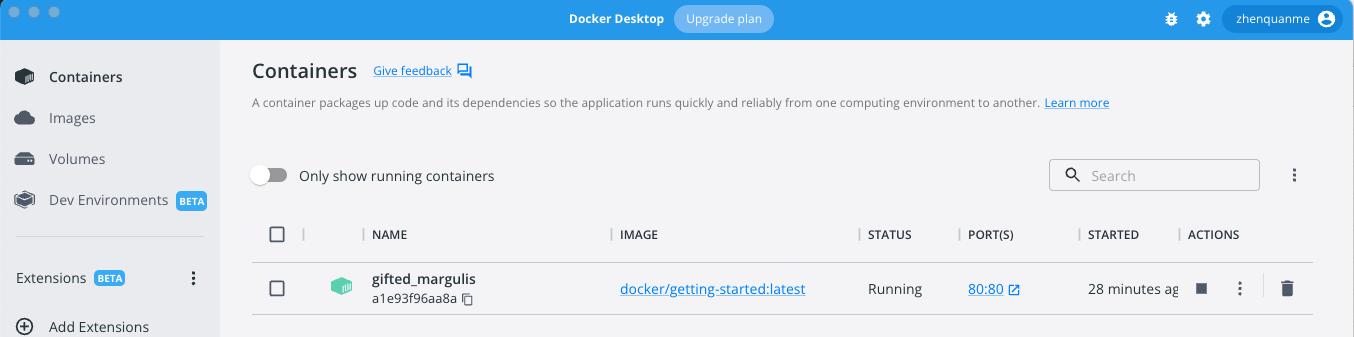 Docker Desktop Upgrade plan zhenquanme
Containers
Images
Volumes
Dev Environments BETA
Extensions BETA
Add Extensions
Containers Give feedback
A container packages up code and its dependencies so the application runs quickly and reliably from one computing environment to another. Learn more
Only show running containers Search
NAME IMAGE STATUS PORT(S) STARTED ACTIONS
gifted_margulis
a1e93f96aa8a docker/getting-started:latest Running 80:80 28 minutes ag